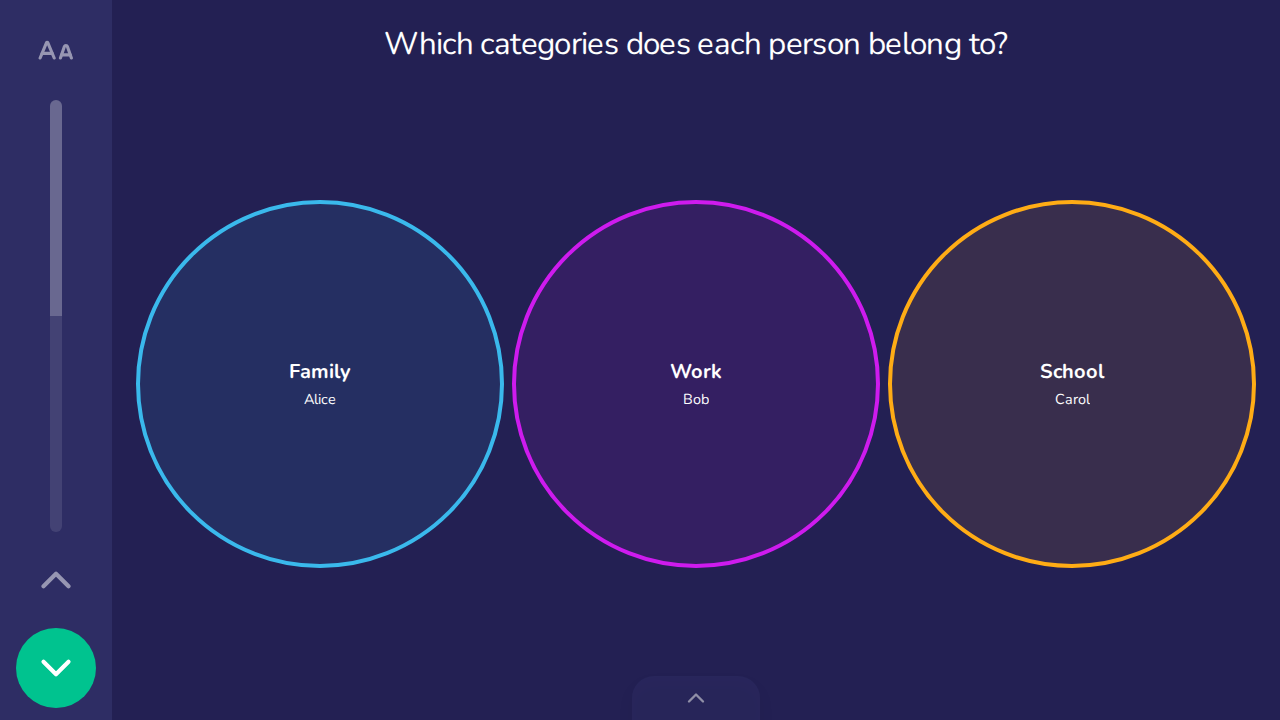 AA
Which categories does each person belong to?
Family
Alice
Work
Bob
School
Carol